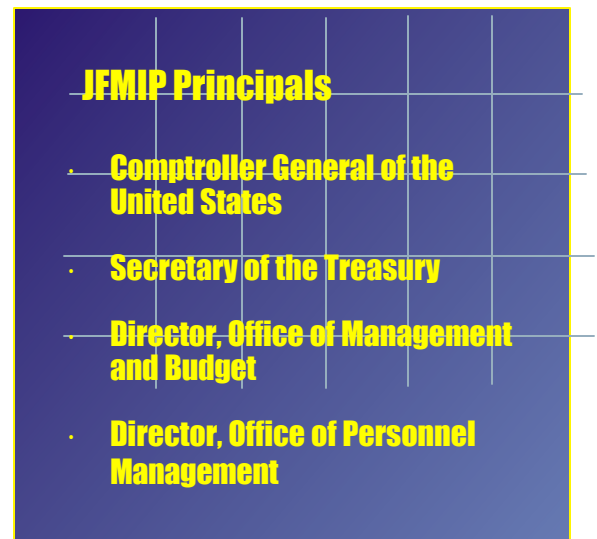 JFMIP Principals
· Comptroller General of the
United States
· Secretary of the Treasury
· Director, Office of Management
and Budget
· Director, Office of Personnel
Management